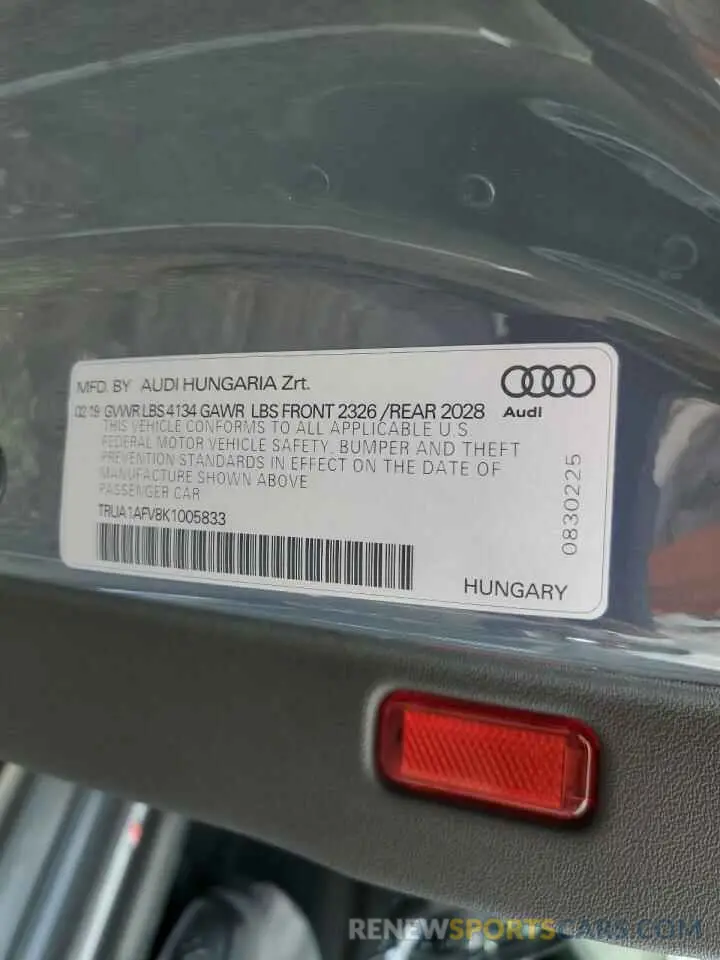 MFD. BY AUDI HUNGARIA Zrt.
02 19 GVWR LBS 4134 GAWR LBS FRONT 2326 /REAR 2028
Audi
THIS VEHICLE CONFORMS TO ALL APPLICABLE U.S.
FEDERAL MOTOR VEHICLE SAFETY, BUMPER AND THEFT
PREVENTION STANDARDS IN EFFECT ON THE DATE OF
MANUFACTURE SHOWN ABOVE
PASSENGER CAR
TRUA1AFV8K1005833
0830225
HUNGARY
RENEWSPORTSCARS.COM